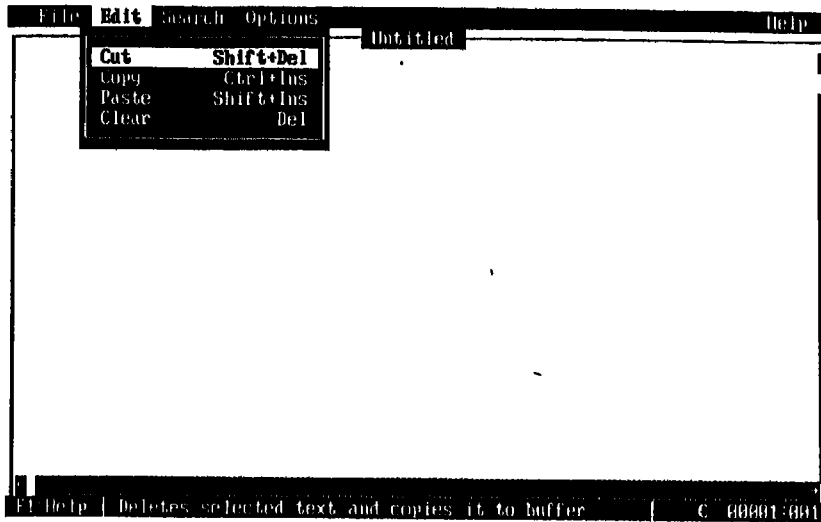 File Edit Search Options Help
Untitled
Cut Shift+Del
Copy Ctrl+Ins
Paste Shift+Ins
Clear Del
F1=Help | Deletes selected text and copies it to buffer | C 00001:001